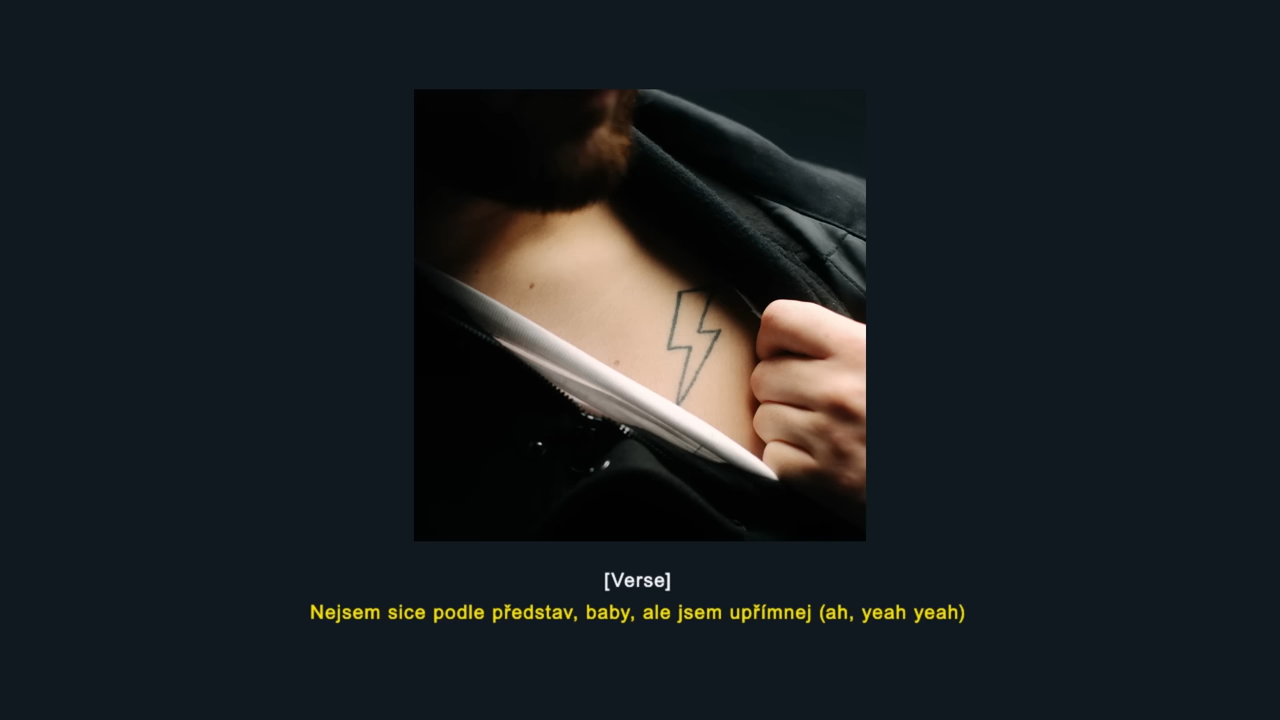 [Verse]
Nejsem sice podle představ, baby, ale jsem upřímnej (ah, yeah yeah)